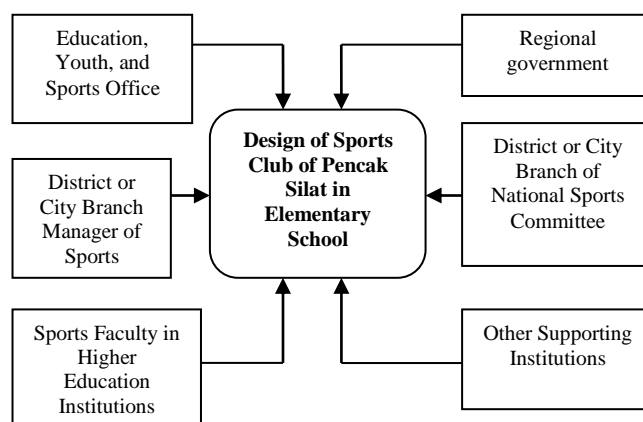 Education,
Youth, and
Sports Office
Regional
government
Design of Sports
Club of Pencak
Silat in
Elementary
School
District or
City Branch
Manager of
Sports
District or City
Branch of
National Sports
Committee
Sports Faculty in
Higher
Education
Institutions
Other Supporting
Institutions